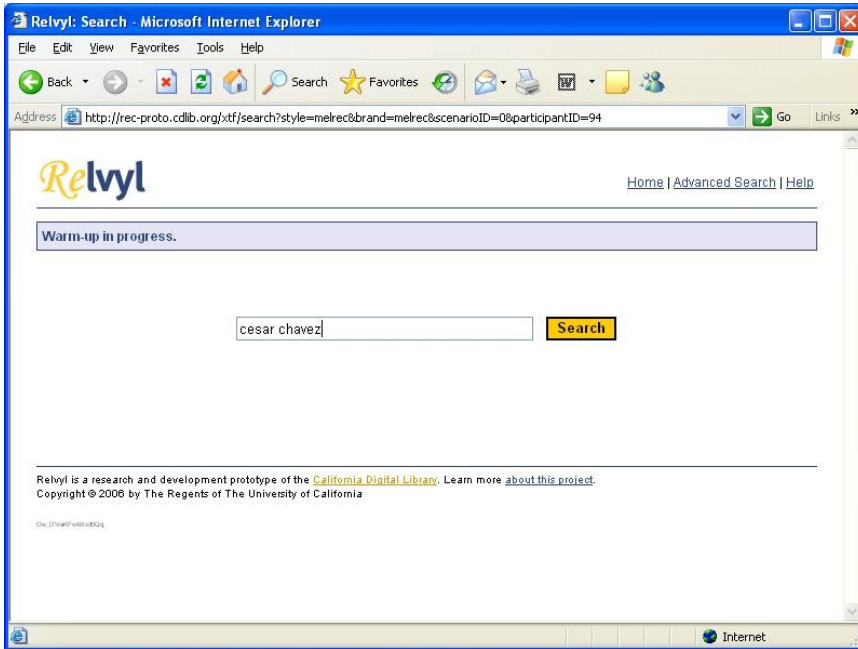 Relvyl: Search - Microsoft Internet Explorer
File Edit View Favorites Tools Help
Back Search Favorites
Address http://rec-proto.cdlib.org/xtf/search?style=melrec&brand=melrec&scenarioID=0&participantID=94 Go Links »
Relvyl
Home | Advanced Search | Help
Warm-up in progress.
cesar chavez Search
Relvyl is a research and development prototype of the California Digital Library. Learn more about this project.
Copyright © 2006 by The Regents of The University of California
Internet